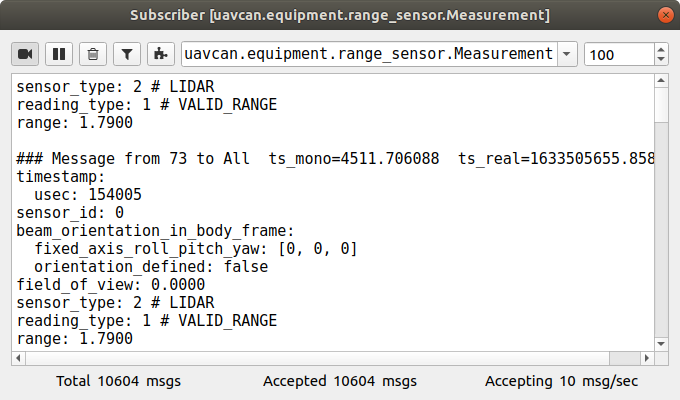 Subscriber [uavcan.equipment.range_sensor.Measurement]
uavcan.equipment.range_sensor.Measurement 100
sensor_type: 2 # LIDAR
reading_type: 1 # VALID_RANGE
range: 1.7900
### Message from 73 to All  ts_mono=4511.706088  ts_real=1633505655.858
timestamp:
  usec: 154005
sensor_id: 0
beam_orientation_in_body_frame:
  fixed_axis_roll_pitch_yaw: [0, 0, 0]
  orientation_defined: false
field_of_view: 0.0000
sensor_type: 2 # LIDAR
reading_type: 1 # VALID_RANGE
range: 1.7900
Total 10604 msgs Accepted 10604 msgs Accepting 10 msg/sec